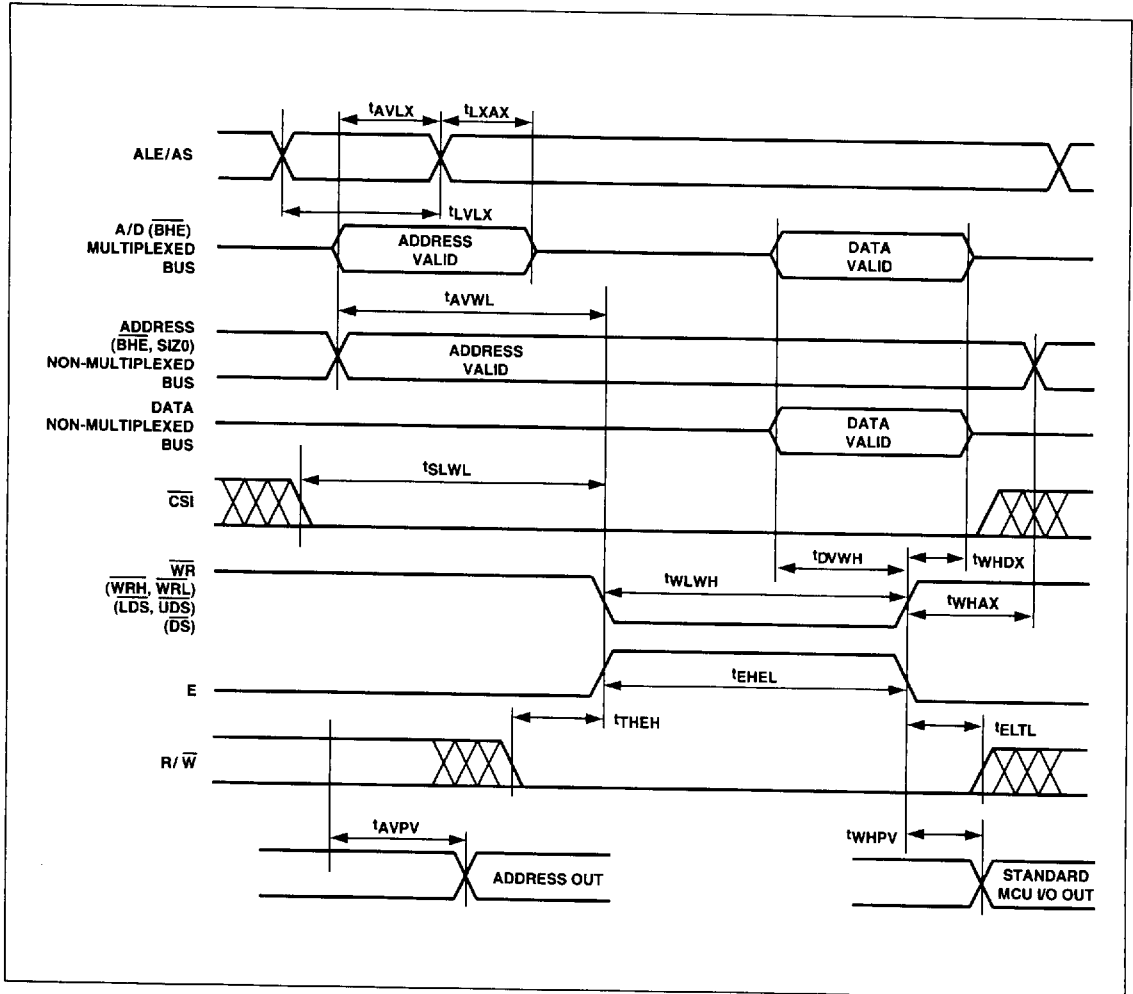 tAVLX
tLXAX
ALE/AS
tLVLX
A/D (BHE)
MULTIPLEXED
BUS
ADDRESS
VALID
DATA
VALID
tAVWL
ADDRESS
(BHE, SIZ0)
NON-MULTIPLEXED
BUS
ADDRESS
VALID
DATA
NON-MULTIPLEXED
BUS
DATA
VALID
tSLWL
CSI
tDVWH
tWHDX
WR
(WRH, WRL)
(LDS, UDS)
(DS)
tWLWH
tWHAX
E
tEHEL
tTHEH
tELTL
R/W
tAVPV
tWHPV
ADDRESS OUT
STANDARD
MCU I/O OUT